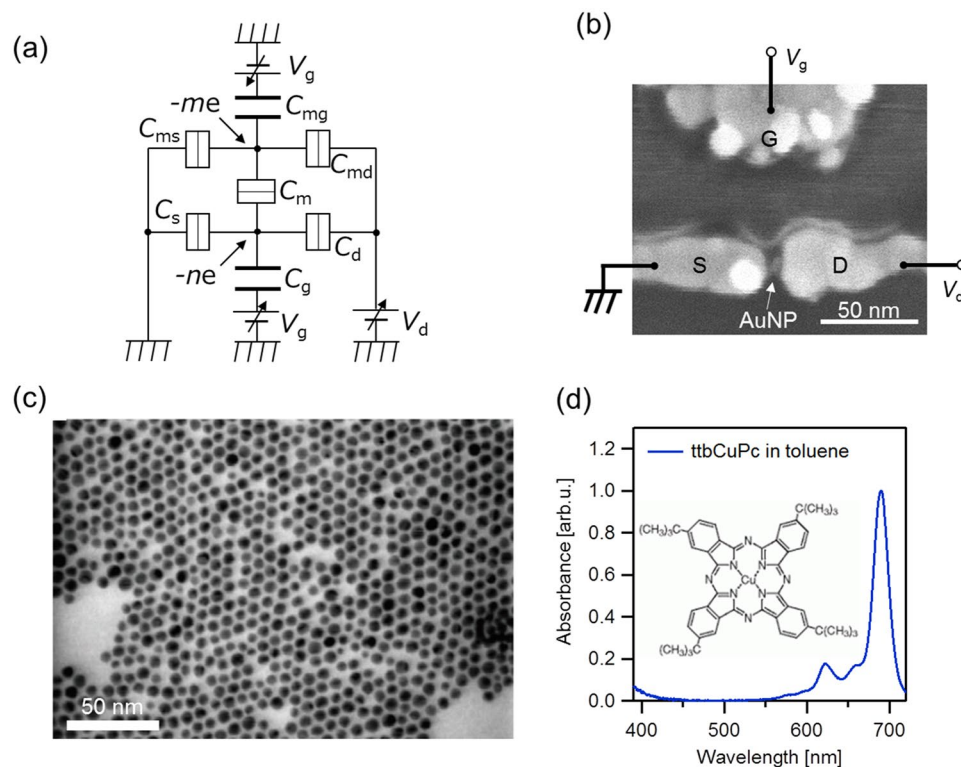 (a)
V_g
-me
C_mg
C_ms
C_md
C_m
C_s
C_d
-ne
C_g
V_g
V_d
(b)
V_g
G
S
D
AuNP
50 nm
(c)
50 nm
(d)
1.2
1.0
0.8
0.6
0.4
0.2
0.0
Absorbance [arb.u.]
ttbCuPc in toluene
C(CH₃)₃
(CH₃)₃C
N
N
N
N
N
Cu
N
N
N
C(CH₃)₃
(CH₃)₃C
400
500
600
700
Wavelength [nm]